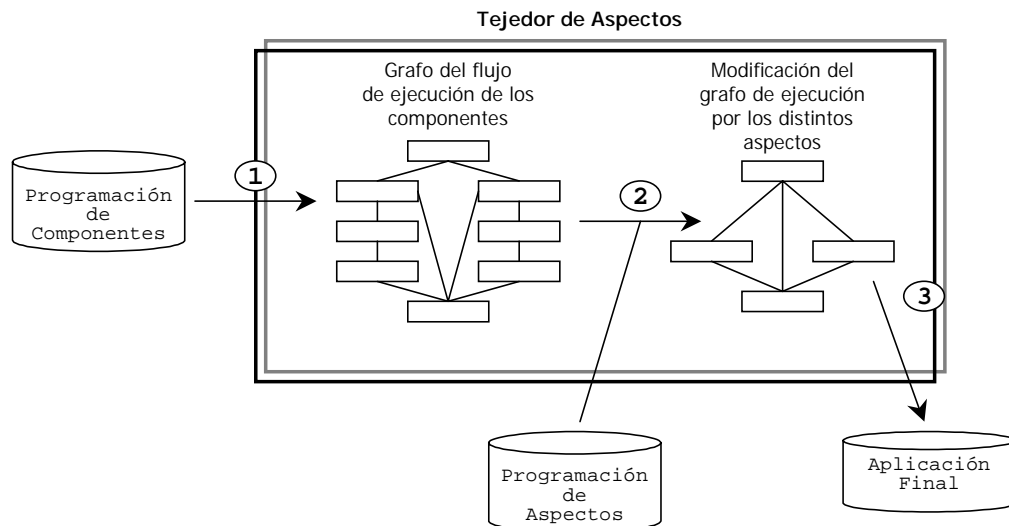 Tejedor de Aspectos
Grafo del flujo
de ejecución de los
componentes
Modificación del
grafo de ejecución
por los distintos
aspectos
1
Programación
de
Componentes
2
3
Programación
de
Aspectos
Aplicación
Final